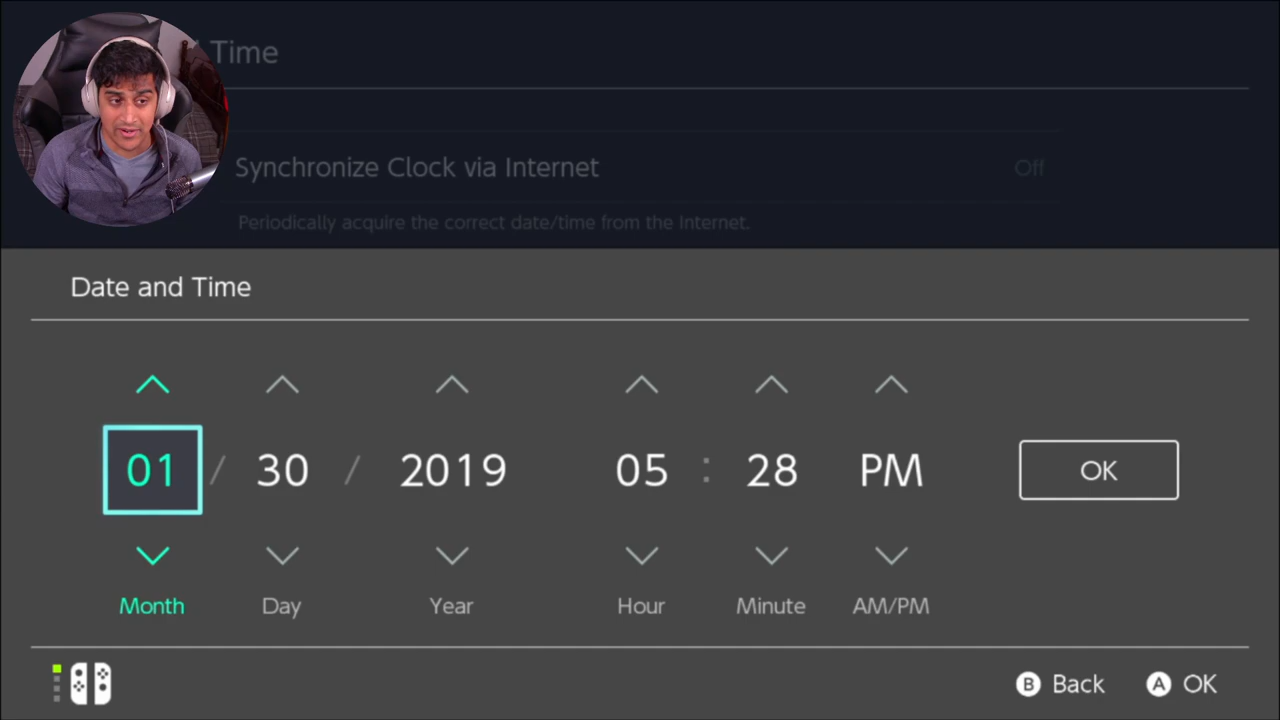 Time
Synchronize Clock via Internet Off
Periodically acquire the correct date/time from the Internet.
Date and Time
01 / 30 / 2019 05 : 28 PM OK
Month Day Year Hour Minute AM/PM
B Back A OK